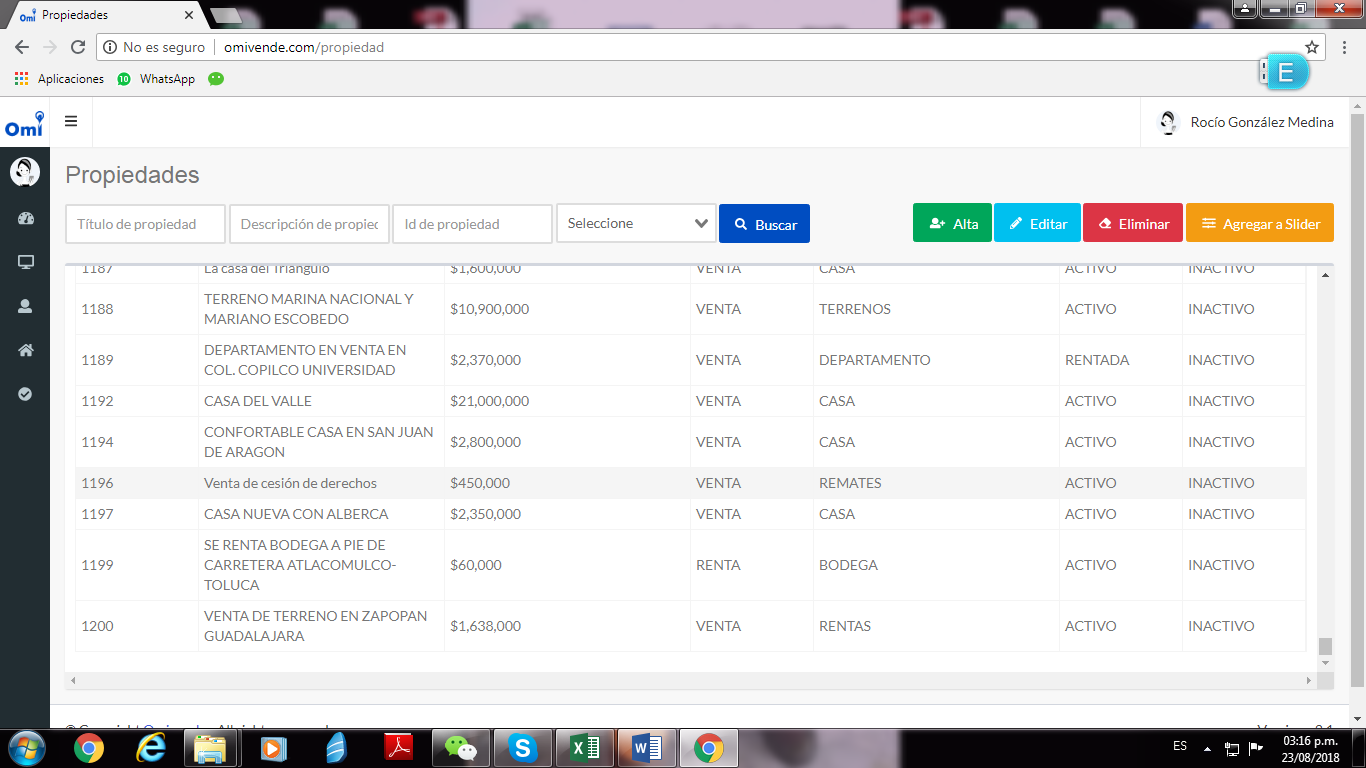 Omi Propiedades
No es seguro omivende.com/propiedad
Aplicaciones 10 WhatsApp
E
Omi Rocío González Medina
Propiedades
Título de propiedad Descripción de propied Id de propiedad Seleccione Buscar Alta Editar Eliminar Agregar a Slider
1187 La casa del Triangulo $1,600,000 VENTA CASA ACTIVO INACTIVO
1188 TERRENO MARINA NACIONAL Y
MARIANO ESCOBEDO $10,900,000 VENTA TERRENOS ACTIVO INACTIVO
1189 DEPARTAMENTO EN VENTA EN
COL. COPILCO UNIVERSIDAD $2,370,000 VENTA DEPARTAMENTO RENTADA INACTIVO
1192 CASA DEL VALLE $21,000,000 VENTA CASA ACTIVO INACTIVO
1194 CONFORTABLE CASA EN SAN JUAN
DE ARAGON $2,800,000 VENTA CASA ACTIVO INACTIVO
1196 Venta de cesión de derechos $450,000 VENTA REMATES ACTIVO INACTIVO
1197 CASA NUEVA CON ALBERCA $2,350,000 VENTA CASA ACTIVO INACTIVO
1199 SE RENTA BODEGA A PIE DE
CARRETERA ATLACOMULCO-
TOLUCA $60,000 RENTA BODEGA ACTIVO INACTIVO
1200 VENTA DE TERRENO EN ZAPOPAN
GUADALAJARA $1,638,000 VENTA RENTAS ACTIVO INACTIVO
ES 03:16 p.m.
23/08/2018